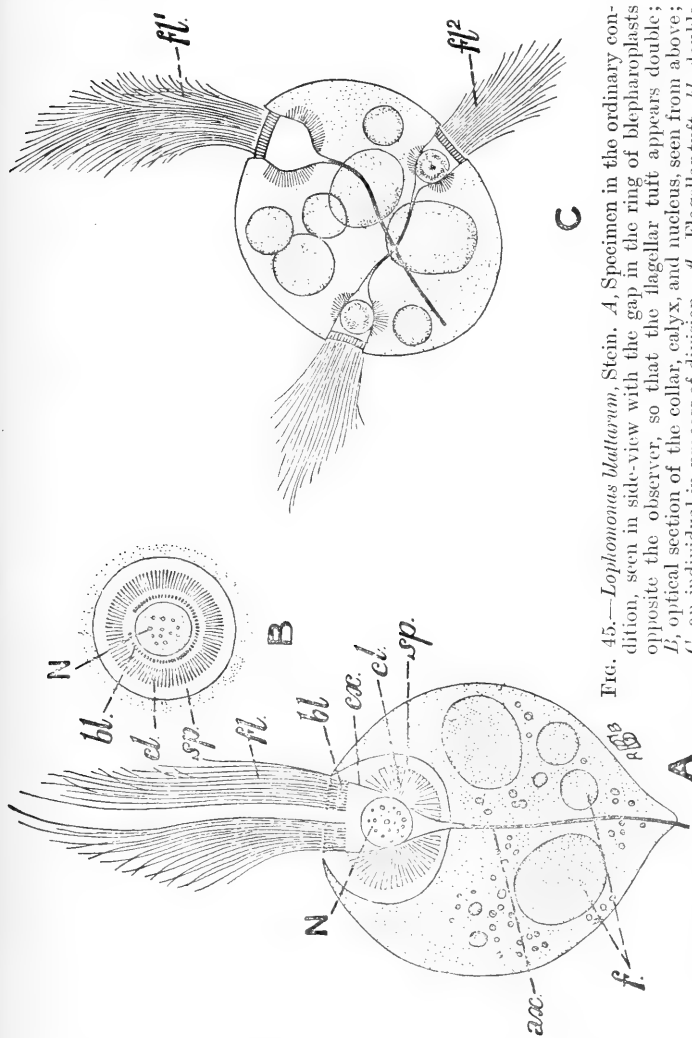 fl¹
fl²
C
N
bl.
cl.
sp.
B
fl.
bl
cx.
cl.
sp.
N
ax.
f.
A
FIG. 45.—Lophomonas blattarum, Stein. A, Specimen in the ordinary con-
dition, seen in side-view with the gap in the ring of blepharoplasts
opposite the observer, so that the flagellar tuft appears double;
B, optical section of the collar, calyx, and nucleus, seen from above;